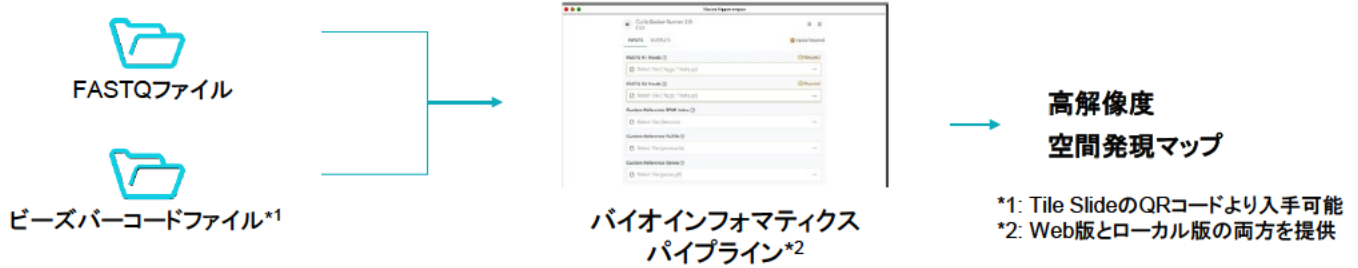 FASTQファイル
ビーズバーコードファイル*1
INPUTS
バイオインフォマティクス
パイプライン*2
高解像度
空間発現マップ
*1: Tile SlideのQRコードより入手可能
*2: Web版とローカル版の両方を提供